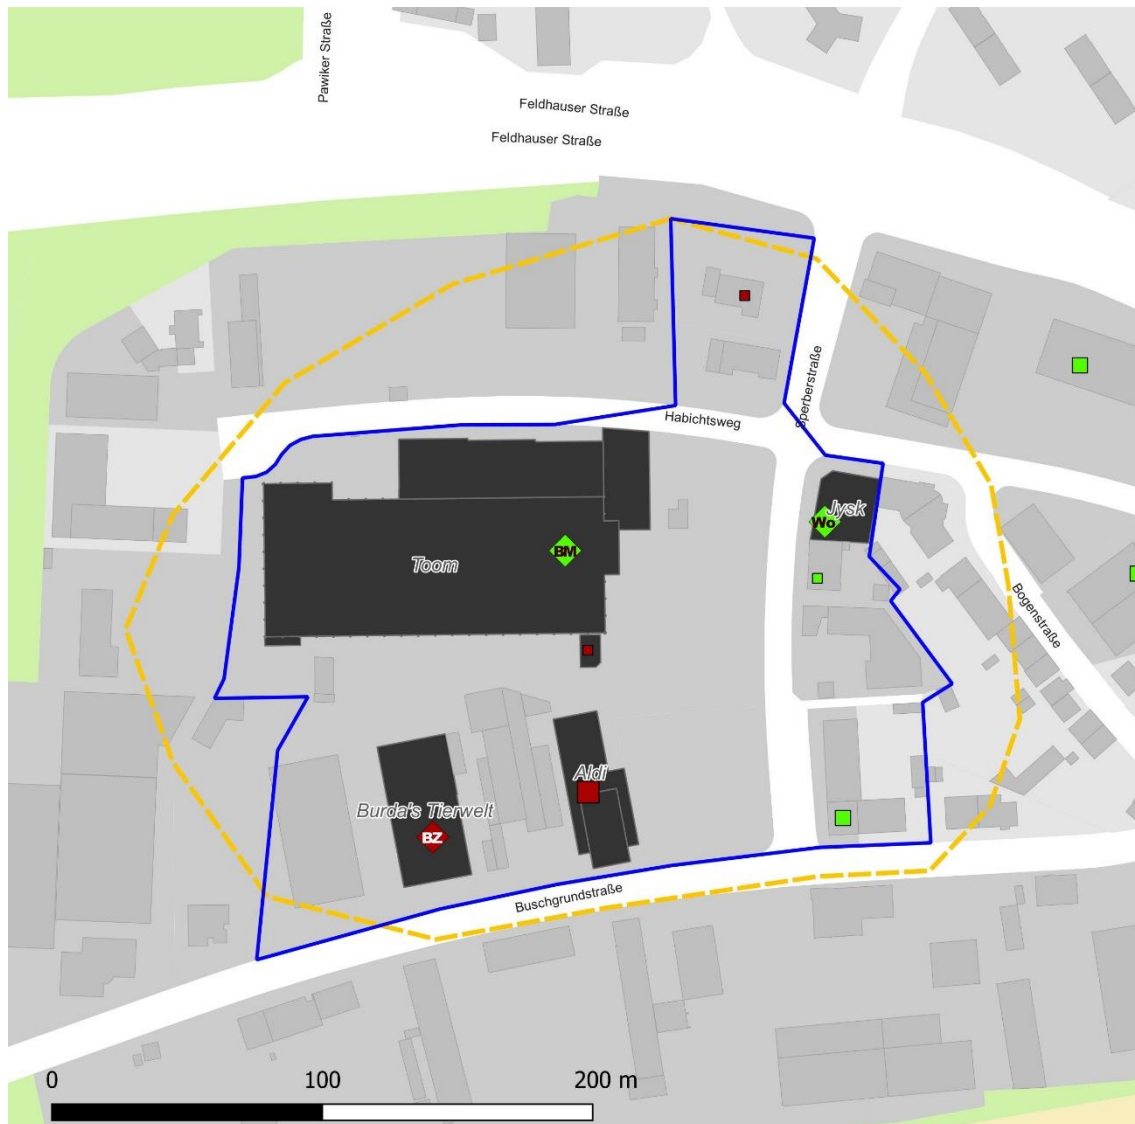 Pawiker Straße
Feldhauser Straße
Feldhauser Straße
Sperberstraße
Habichtsweg
Jysk
Wo
BM
Toom
Bogenstraße
Aldi
Burda's Tierwelt
BZ
Buschgrundstraße
0 100 200 m